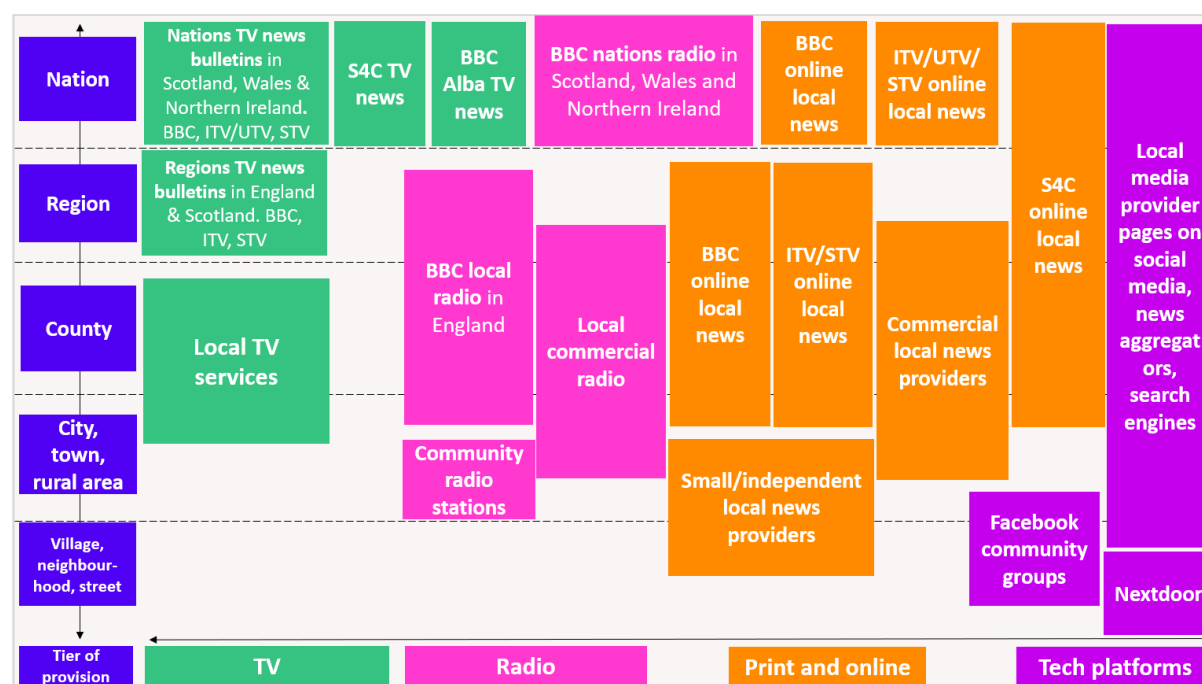 Nation
Nations TV news
bulletins in
Scotland, Wales &
Northern Ireland.
BBC, ITV/UTV, STV
S4C TV
news
BBC
Alba TV
news
BBC nations radio in
Scotland, Wales and
Northern Ireland
BBC
online
local
news
ITV/UTV/
STV online
local news
S4C
online
local
news
Local
media
provider
pages on
social
media,
news
aggregat
ors,
search
engines
Region
Regions TV news
bulletins in England
& Scotland. BBC,
ITV, STV
BBC local
radio in
England
Local
commercial
radio
BBC
online
local
news
ITV/STV
online
local
news
Commercial
local news
providers
County
Local TV
services
City,
town,
rural area
Community
radio
stations
Small/independent
local news
providers
Facebook
community
groups
Village,
neighbour-
hood, street
Nextdoor
Tier of
provision
TV
Radio
Print and online
Tech platforms